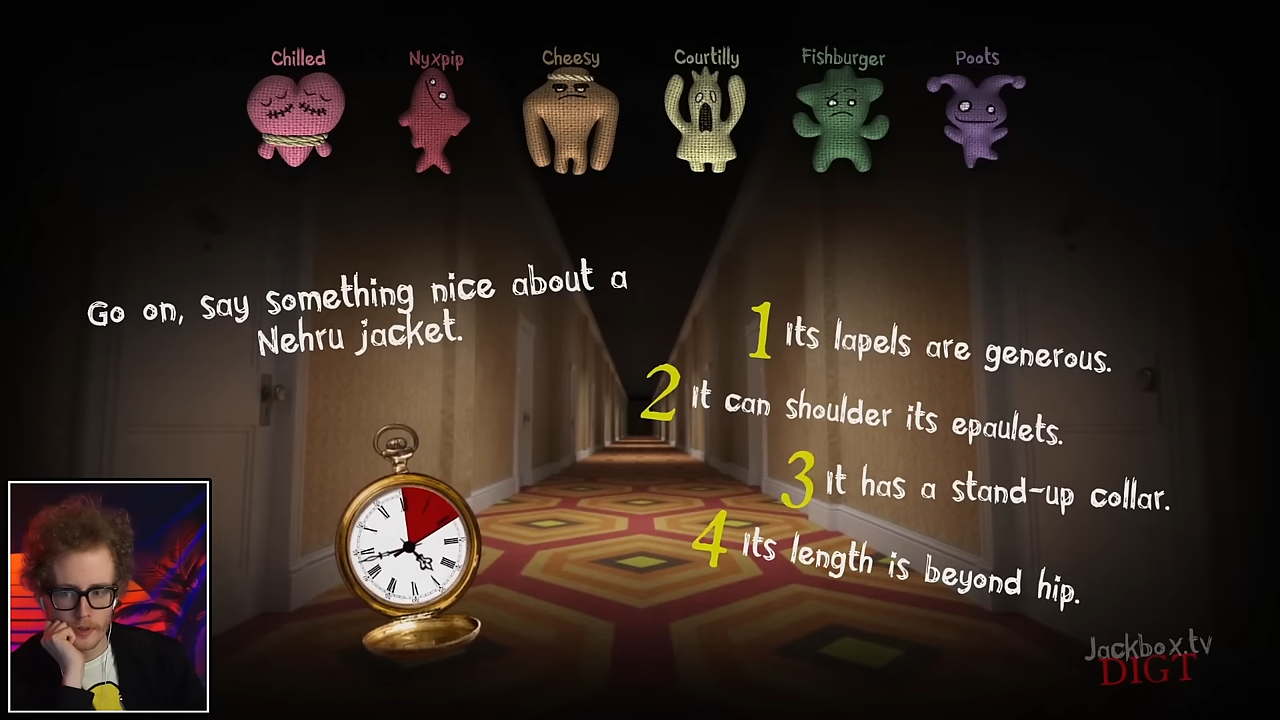 Chilled
Nyxpip
Cheesy
Courtilly
Fishburger
Poots
Go on, say something nice about a
Nehru jacket.
1 Its lapels are generous.
2 It can shoulder its epaulets.
3 It has a stand-up collar.
4 Its length is beyond hip.
Jackbox.tv
DIGT